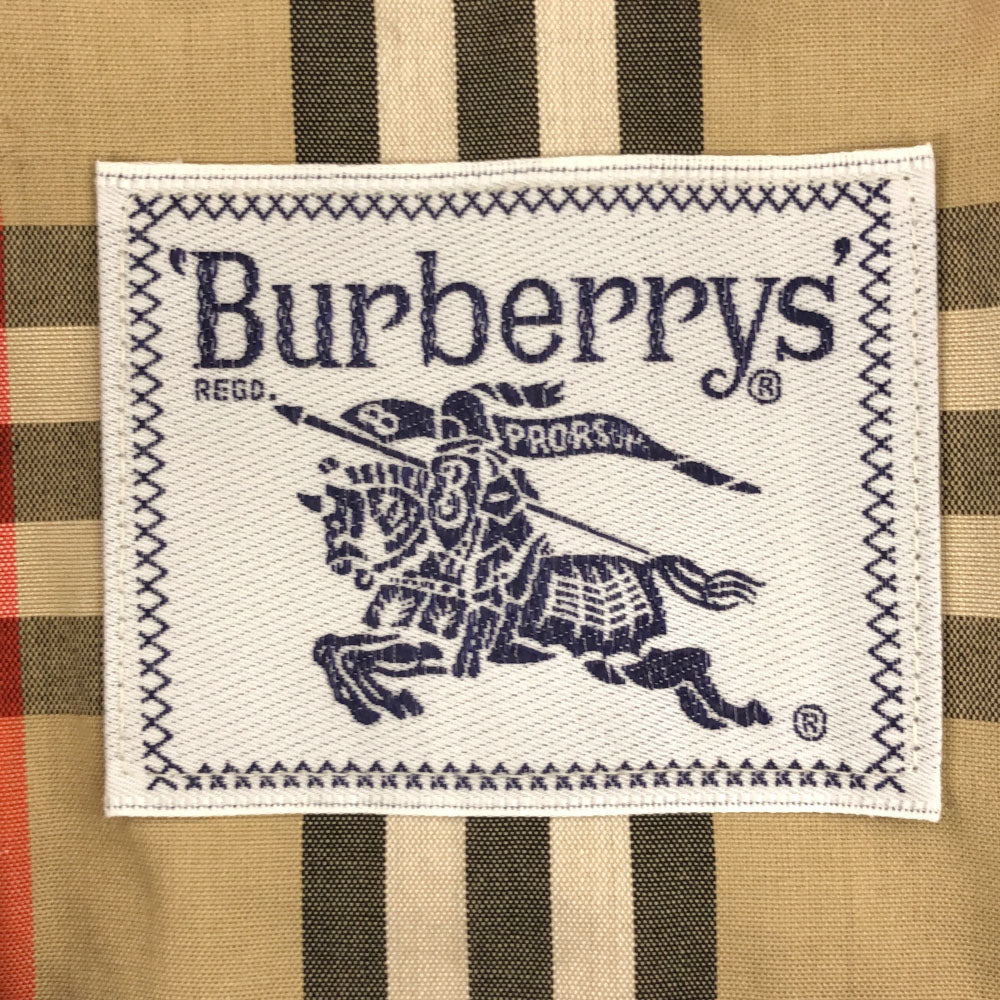 'Burberrys'®
REGD.
B
PRORSUM
B
®